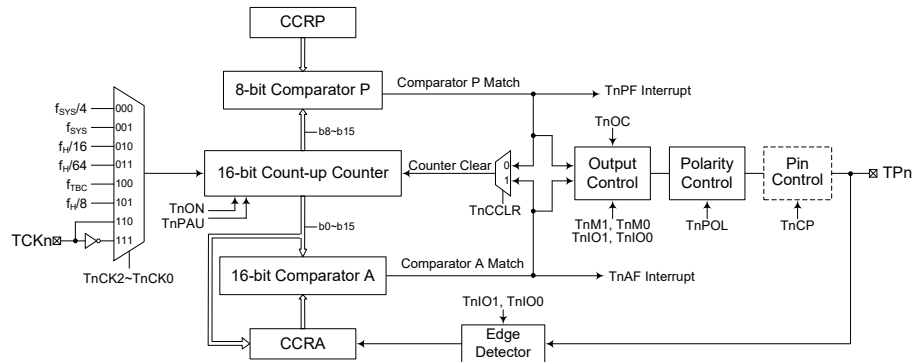 CCRP
8-bit Comparator P
Comparator P Match
TnPF Interrupt
b8~b15
TnOC
fSYS/4
000
fSYS
001
fH/16
010
fH/64
011
fTBC
100
fH/8
101
110
111
TCKn
TnCK2~TnCK0
16-bit Count-up Counter
Counter Clear
0
1
TnCCLR
TnON
TnPAU
Output
Control
TnM1, TnM0
TnIO1, TnIO0
Polarity
Control
TnPOL
Pin
Control
TnCP
TPn
b0~b15
16-bit Comparator A
Comparator A Match
TnAF Interrupt
TnIO1, TnIO0
CCRA
Edge
Detector